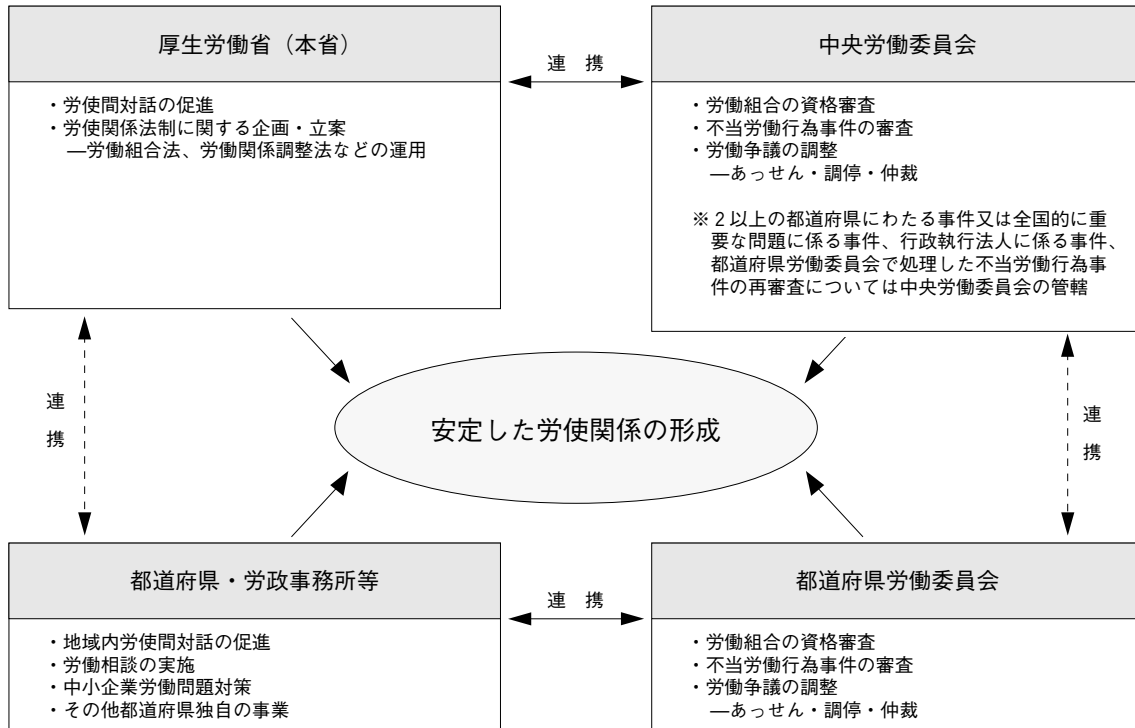 厚生労働省（本省）
・労使間対話の促進
・労使関係法制に関する企画・立案
―労働組合法、労働関係調整法などの運用
連　携
中央労働委員会
・労働組合の資格審査
・不当労働行為事件の審査
・労働争議の調整
―あっせん・調停・仲裁
※２以上の都道府県にわたる事件又は全国的に重
要な問題に係る事件、行政執行法人に係る事件、
都道府県労働委員会で処理した不当労働行為事
件の再審査については中央労働委員会の管轄
連
携
安定した労使関係の形成
連
携
都道府県・労政事務所等
・地域内労使間対話の促進
・労働相談の実施
・中小企業労働問題対策
・その他都道府県独自の事業
連　携
都道府県労働委員会
・労働組合の資格審査
・不当労働行為事件の審査
・労働争議の調整
―あっせん・調停・仲裁